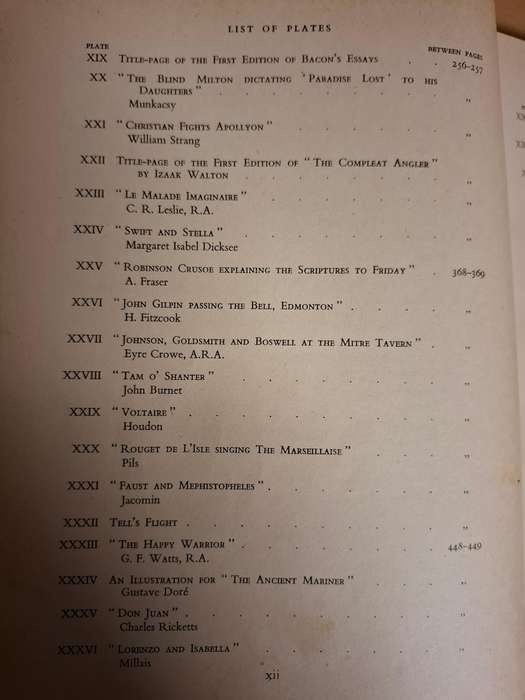 LIST OF PLATES
PLATE BETWEEN PAGES
XIX TITLE-PAGE OF THE FIRST EDITION OF BACON'S ESSAYS . . 256-257
XX "THE BLIND MILTON DICTATING 'PARADISE LOST' TO HIS
DAUGHTERS" . . . . . . "
Munkacsy
XXI "CHRISTIAN FIGHTS APOLLYON" . . . . . "
William Strang
XXII TITLE-PAGE OF THE FIRST EDITION OF "THE COMPLEAT ANGLER"
BY IZAAK WALTON . . . . . . "
XXIII "LE MALADE IMAGINAIRE" . . . . . "
C. R. Leslie, R.A.
XXIV "SWIFT AND STELLA" . . . . . . "
Margaret Isabel Dicksee
XXV "ROBINSON CRUSOE EXPLAINING THE SCRIPTURES TO FRIDAY" . 368-369
A. Fraser
XXVI "JOHN GILPIN PASSING THE BELL, EDMONTON" . . . . "
H. Fitzcook
XXVII "JOHNSON, GOLDSMITH AND BOSWELL AT THE MITRE TAVERN" . "
Eyre Crowe, A.R.A.
XXVIII "TAM O' SHANTER" . . . . . . "
John Burnet
XXIX "VOLTAIRE" . . . . . . . "
Houdon
XXX "ROUGET DE L'ISLE SINGING THE MARSEILLAISE" . . . "
Pils
XXXI "FAUST AND MEPHISTOPHELES" . . . . . . "
Jacomin
XXXII TELL'S FLIGHT . . . . . . . "
XXXIII "THE HAPPY WARRIOR" . . . . . . 448-449
G. F. Watts, R.A.
XXXIV AN ILLUSTRATION FOR "THE ANCIENT MARINER" . . . "
Gustave Doré
XXXV "DON JUAN" . . . . . . . "
Charles Ricketts
XXXVI "LORENZO AND ISABELLA" . . . . . "
Millais
xii